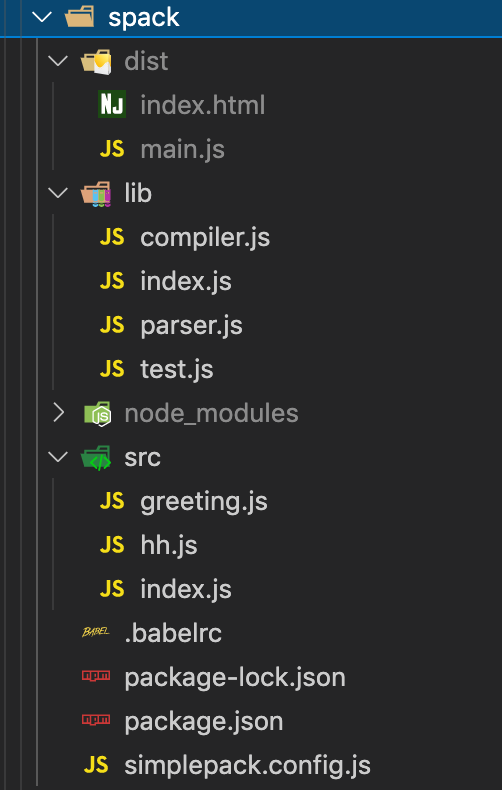 spack
dist
NJ index.html
JS main.js
lib
JS compiler.js
JS index.js
JS parser.js
JS test.js
JS node_modules
src
JS greeting.js
JS hh.js
JS index.js
BABEL .babelrc
npm package-lock.json
npm package.json
JS simplepack.config.js